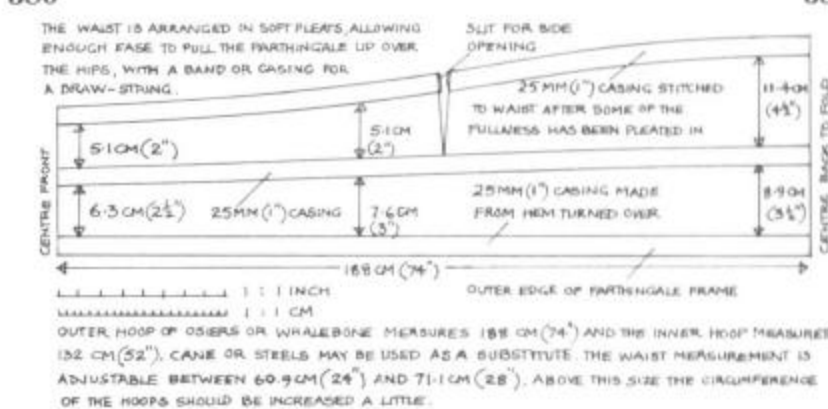 THE WAIST IS ARRANGED IN SOFT PLEATS, ALLOWING
ENOUGH EASE TO PULL THE FARTHINGALE UP OVER
THE HIPS, WITH A BAND OR CASING FOR
A DRAW-STRING.
SLIT FOR SIDE
OPENING
25MM(1") CASING STITCHED
TO WAIST AFTER SOME OF THE
FULLNESS HAS BEEN PLEATED IN
11.4CM
(4½")
5.1CM(2")
5.1CM
(2")
CENTRE FRONT
6.3CM(2½")
25MM(1") CASING
7.6CM
(3")
25MM(1") CASING MADE
FROM HEM TURNED OVER
8.9CM
(3½")
CENTRE BACK TO FOLD
188CM(74")
1 : 1 INCH
1 : 1 CM
OUTER EDGE OF FARTHINGALE FRAME
OUTER HOOP OF OSIERS OR WHALEBONE MEASURES 188CM(74") AND THE INNER HOOP MEASURE
132CM(52"). CANE OR STEELS MAY BE USED AS A SUBSTITUTE. THE WAIST MEASUREMENT IS
ADJUSTABLE BETWEEN 60.9CM(24") AND 71.1CM(28"). ABOVE THIS SIZE THE CIRCUMFERENCE
OF THE HOOPS SHOULD BE INCREASED A LITTLE.